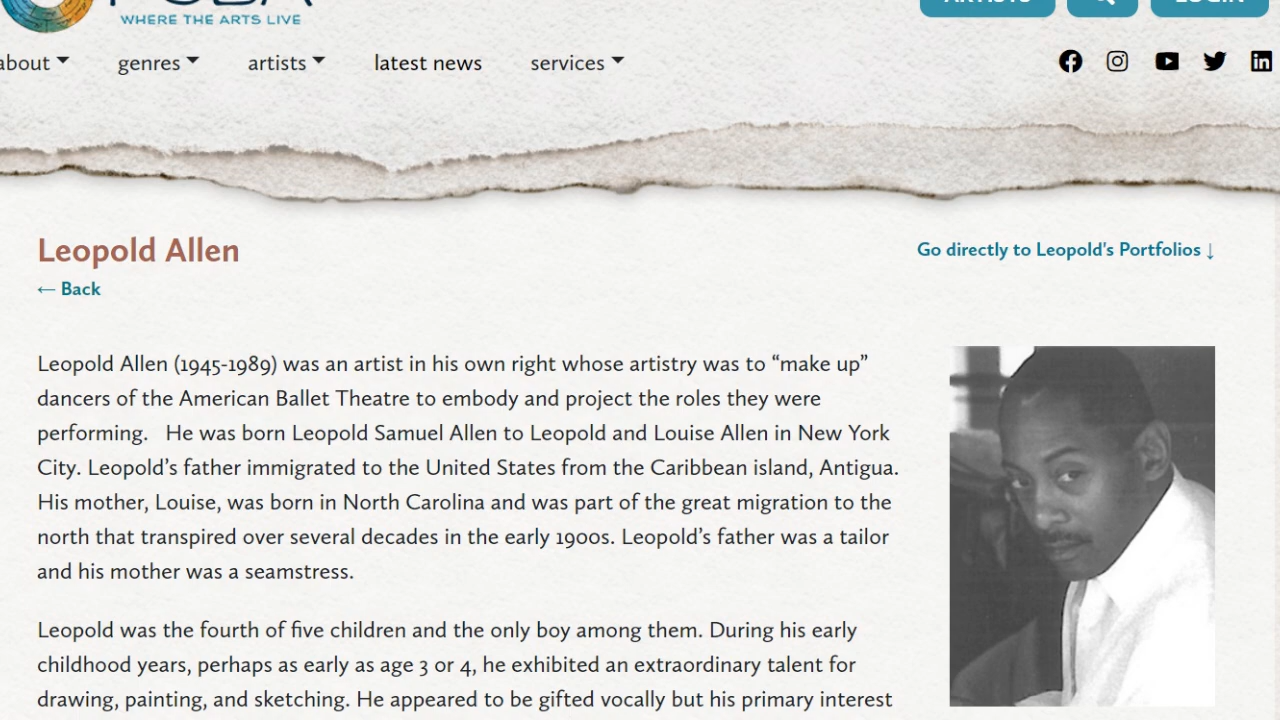 WHERE THE ARTS LIVE
about
genres
artists
latest news
services
Leopold Allen
Go directly to Leopold's Portfolios ↓
← Back
Leopold Allen (1945-1989) was an artist in his own right whose artistry was to “make up”
dancers of the American Ballet Theatre to embody and project the roles they were
performing.   He was born Leopold Samuel Allen to Leopold and Louise Allen in New York
City. Leopold’s father immigrated to the United States from the Caribbean island, Antigua.
His mother, Louise, was born in North Carolina and was part of the great migration to the
north that transpired over several decades in the early 1900s. Leopold’s father was a tailor
and his mother was a seamstress.
Leopold was the fourth of five children and the only boy among them. During his early
childhood years, perhaps as early as age 3 or 4, he exhibited an extraordinary talent for
drawing, painting, and sketching. He appeared to be gifted vocally but his primary interest